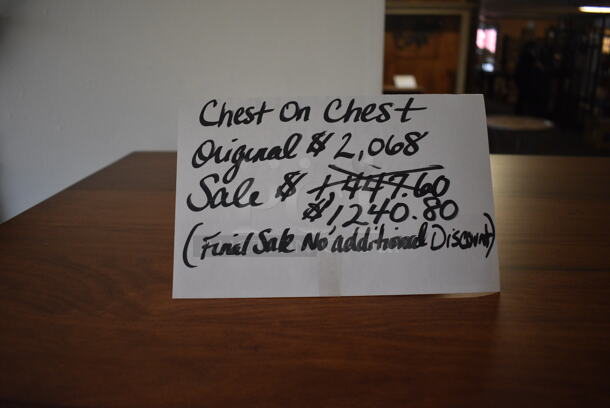 Chest On Chest
Original $ 2,068
Sale $ 1,447.60
$1240.80
(Final Sale No additional Discount)